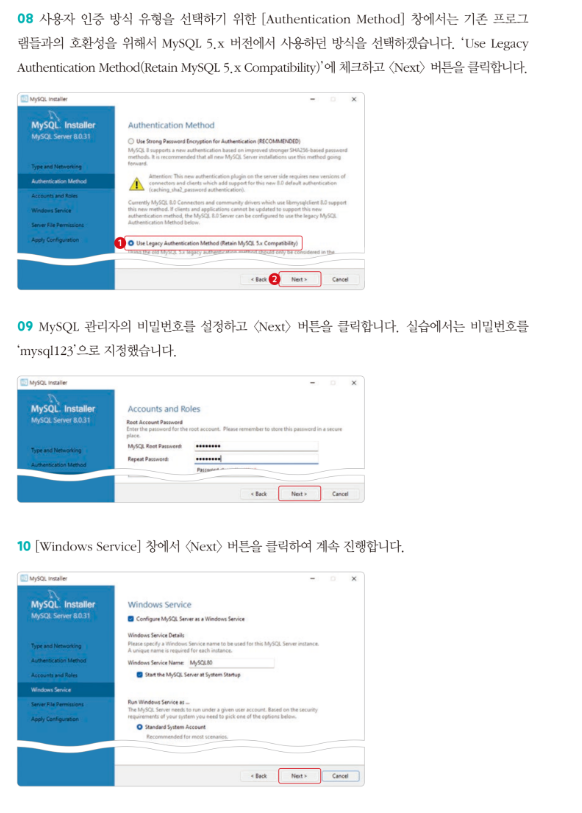 08 사용자 인증 방식 유형을 선택하기 위한 [Authentication Method] 창에서는 기존 프로그
램들과의 호환성을 위해서 MySQL 5.x 버전에서 사용하던 방식을 선택하겠습니다. ‘Use Legacy
Authentication Method(Retain MySQL 5.x Compatibility)’에 체크하고 〈Next〉 버튼을 클릭합니다.
MySQL Installer
MySQL. Installer
MySQL Server 8.0.31
Type and Networking
Authentication Method
Accounts and Roles
Windows Service
Server File Permissions
Apply Configuration
Authentication Method
Use Strong Password Encryption for Authentication (RECOMMENDED)
MySQL 8 supports a new authentication based on improved stronger SHA256-based password
methods. It is recommended that all new MySQL Server installations use this method going
forward.
Attention: This new authentication plugin on the server side requires new versions of
connectors and clients which add support for this new 8.0 default authentication
(caching_sha2_password authentication).
Currently MySQL 8.0 Connectors and community drivers which use libmysqlclient 8.0 support
this new method. If clients and applications cannot be updated to support this new
authentication method, the MySQL 8.0 Server can be configured to use the legacy MySQL
Authentication Method below.
1 Use Legacy Authentication Method (Retain MySQL 5.x Compatibility)
Using the old MySQL 5.x legacy authentication method should only be considered in the
< Back 2 Next > Cancel
09 MySQL 관리자의 비밀번호를 설정하고 〈Next〉 버튼을 클릭합니다. 실습에서는 비밀번호를
‘mysql123’으로 지정했습니다.
MySQL Installer
MySQL. Installer
MySQL Server 8.0.31
Type and Networking
Authentication Method
Accounts and Roles
Root Account Password
Enter the password for the root account. Please remember to store this password in a secure
place.
MySQL Root Password:
Repeat Password:
< Back Next > Cancel
10 [Windows Service] 창에서 〈Next〉 버튼을 클릭하여 계속 진행합니다.
MySQL Installer
MySQL. Installer
MySQL Server 8.0.31
Type and Networking
Authentication Method
Accounts and Roles
Windows Service
Server File Permissions
Apply Configuration
Windows Service
Configure MySQL Server as a Windows Service
Windows Service Details
Please specify a Windows Service name to be used for this MySQL Server instance.
A unique name is required for each instance.
Windows Service Name: MySQL80
Start the MySQL Server at System Startup
Run Windows Service as ...
The MySQL Server needs to run under a given user account. Based on the security
requirements of your system you need to pick one of the options below.
Standard System Account
Recommended for most scenarios.
< Back Next > Cancel